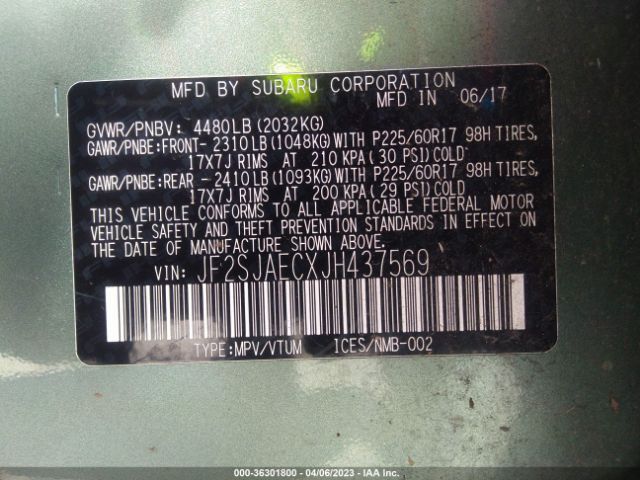 MFD BY SUBARU CORPORATION
MFD IN 06/17
GVWR/PNBV: 4480LB(2032KG)
GAWR/PNBE:FRONT- 2310LB(1048KG)WITH P225/60R17 98H TIRES,
17X7J RIMS AT 210 KPA( 30 PSI)COLD
GAWR/PNBE:REAR -2410LB(1093KG)WITH P225/60R17 98H TIRES,
17X7J RIMS AT 200 KPA( 29 PSI)COLD
THIS VEHICLE CONFORMS TO ALL APPLICABLE FEDERAL MOTOR
VEHICLE SAFETY AND THEFT PREVENTION STANDARDS IN EFFECT ON
THE DATE OF MANUFACTURE SHOWN ABOVE.
VIN: JF2SJAECXJH437569
TYPE:MPV/VTUM ICES/NMB-002
000-36301800 - 04/06/2023 - IAA Inc.